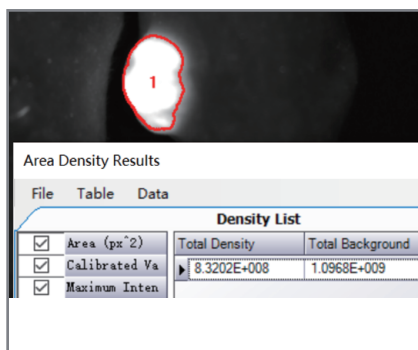 1
Area Density Results
File Table Data
Density List
Area (px^2) Total Density Total Background
Calibrated Va 8.3202E+008 1.0968E+009
Maximum Inten